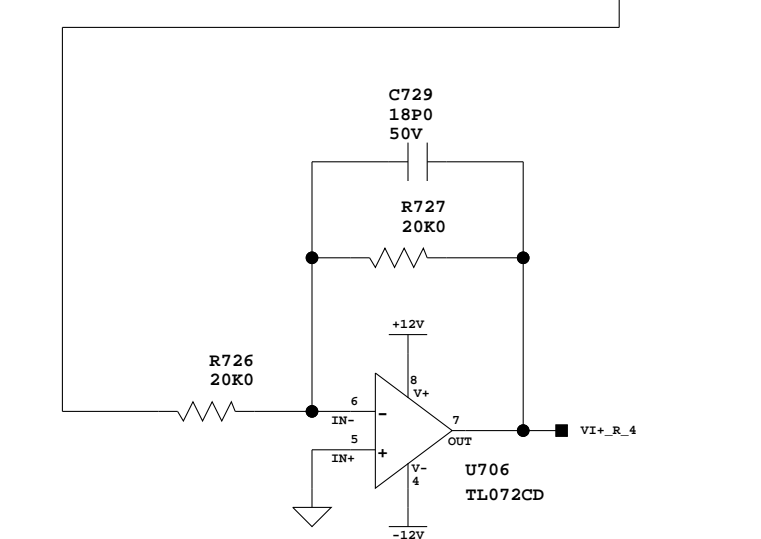 C729
18P0
50V
R727
20K0
+12V
R726
20K0
8
V+
6
IN-
-
7
OUT
VI+_R_4
5
IN+
+
V-
4
U706
TL072CD
-12V